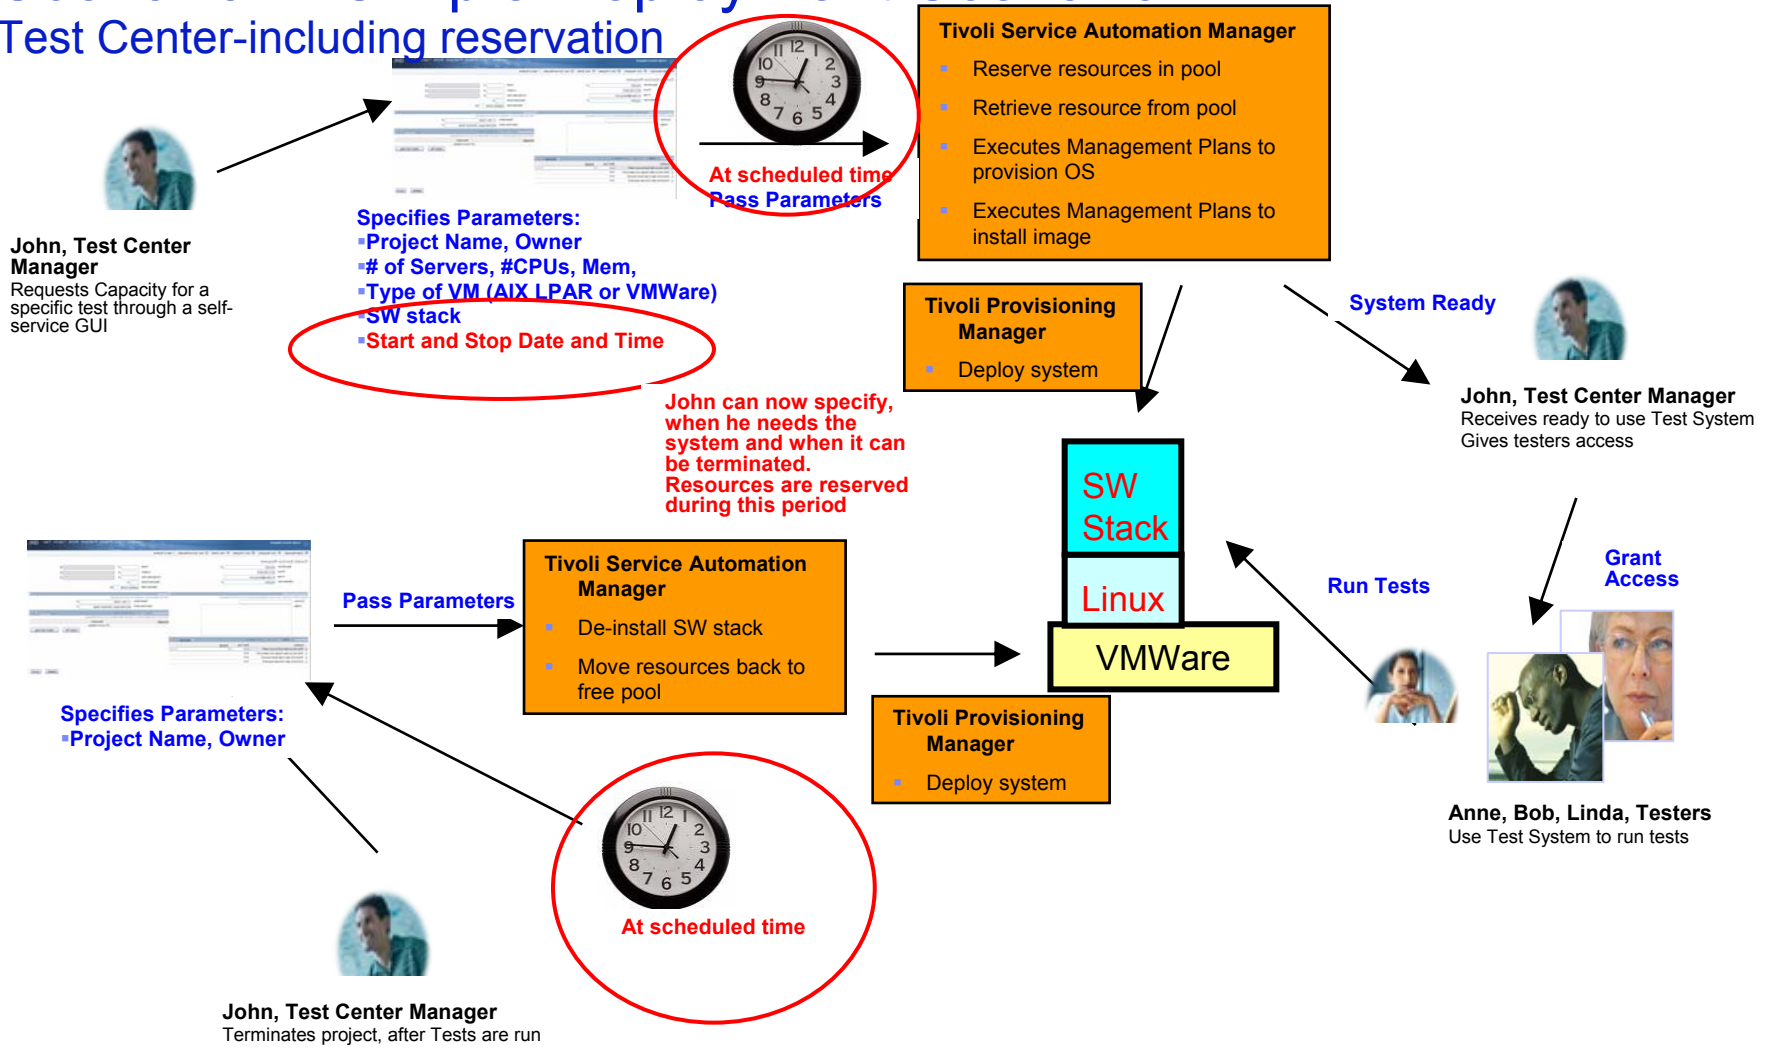 Test Center-including reservation
John, Test Center
Manager
Requests Capacity for a
specific test through a self-
service GUI
Specifies Parameters:
▪Project Name, Owner
▪# of Servers, #CPUs, Mem,
▪Type of VM (AIX LPAR or VMWare)
▪SW stack
▪Start and Stop Date and Time
At scheduled time
Pass Parameters
Tivoli Service Automation Manager
▪ Reserve resources in pool
▪ Retrieve resource from pool
▪ Executes Management Plans to
provision OS
▪ Executes Management Plans to
install image
Tivoli Provisioning
Manager
▪ Deploy system
System Ready
John, Test Center Manager
Receives ready to use Test System
Gives testers access
John can now specify,
when he needs the
system and when it can
be terminated.
Resources are reserved
during this period
SW
Stack
Linux
VMWare
Run Tests
Grant
Access
Anne, Bob, Linda, Testers
Use Test System to run tests
Pass Parameters
Tivoli Service Automation
Manager
▪ De-install SW stack
▪ Move resources back to
free pool
Tivoli Provisioning
Manager
▪ Deploy system
Specifies Parameters:
▪Project Name, Owner
At scheduled time
John, Test Center Manager
Terminates project, after Tests are run